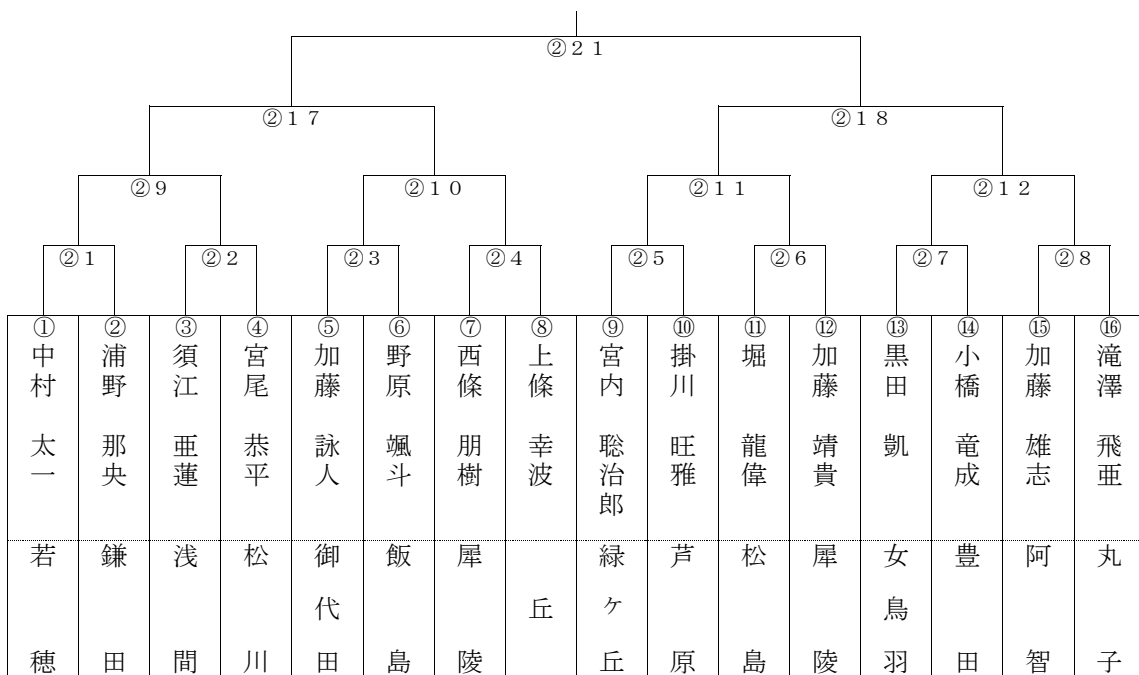 ②２１
②１７
②１８
②９
②１０
②１１
②１２
②１
②２
②３
②４
②５
②６
②７
②８
①
中村 太一
若穂
②
浦野 那央
鎌田
③
須江 亜蓮
浅間
④
宮尾 恭平
松川
⑤
加藤 詠人
御代田
⑥
野原 颯斗
飯島
⑦
西條 朋樹
犀陵
⑧
上條 幸波
丘
⑨
宮内 聡治郎
緑ケ丘
⑩
掛川 旺雅
芦原
⑪
堀 龍偉
松島
⑫
加藤 靖貴
犀陵
⑬
黒田 凱
女鳥羽
⑭
小橋 竜成
豊田
⑮
加藤 雄志
阿智
⑯
滝澤 飛亜
丸子